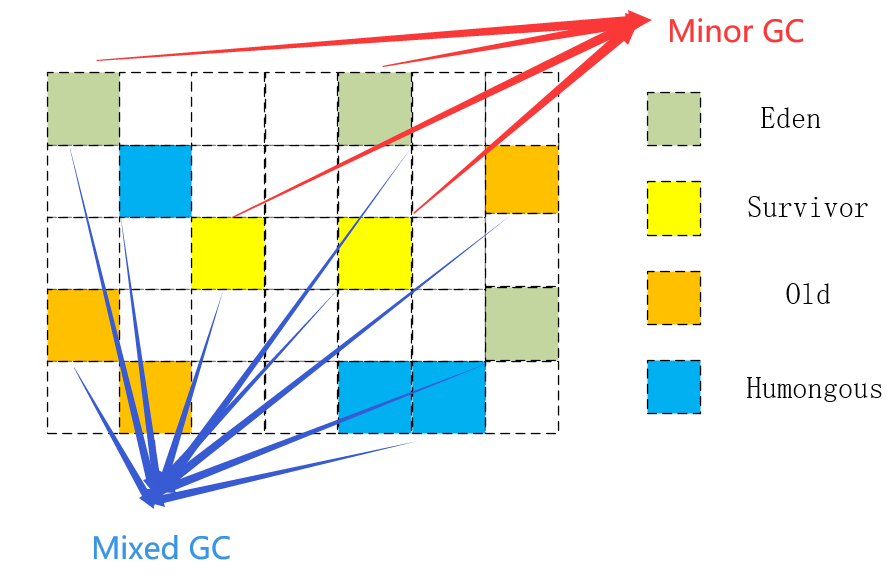 Minor GC
Eden
Survivor
Old
Humongous
Mixed GC